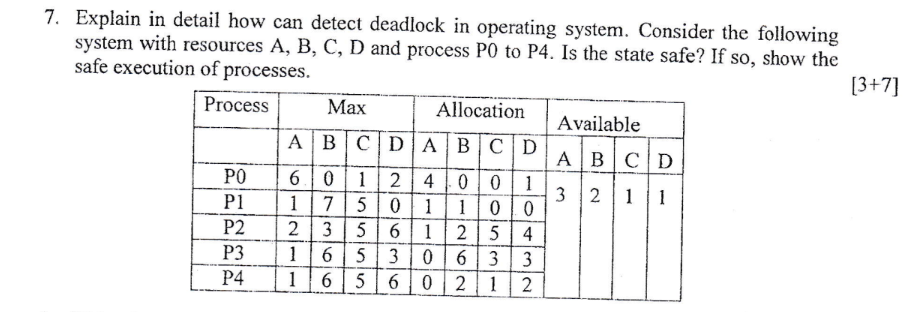 7. Explain in detail how can detect deadlock in operating system. Consider the following
system with resources A, B, C, D and process P0 to P4. Is the state safe? If so, show the
safe execution of processes.
[3+7]
Process Max Allocation Available
A B C D A B C D A B C D
P0 6 0 1 2 4 0 0 1 3 2 1 1
P1 1 7 5 0 1 1 0 0
P2 2 3 5 6 1 2 5 4
P3 1 6 5 3 0 6 3 3
P4 1 6 5 6 0 2 1 2